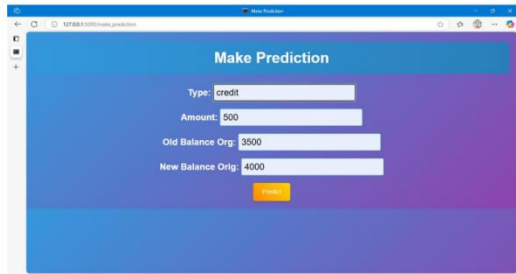 Make Prediction
127.0.0.1:5000/make_prediction
Make Prediction
Type: credit
Amount: 500
Old Balance Org: 3500
New Balance Orig: 4000
Predict